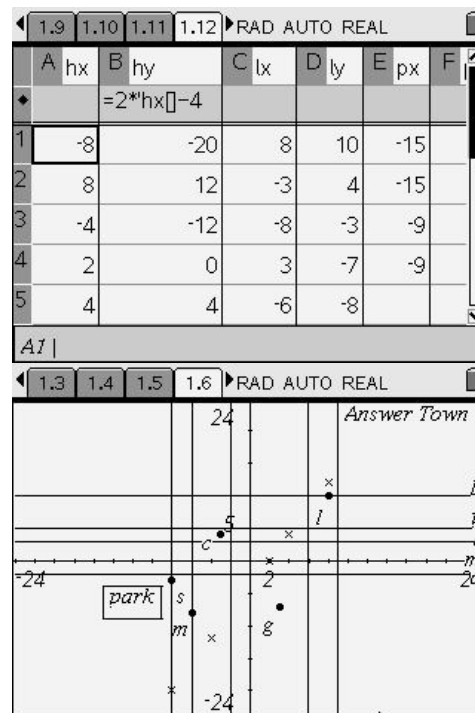 1.9 1.10 1.11 1.12 RAD AUTO REAL
A hx B hy C lx D ly E px F
◆ =2*'hx[]−4
1 -8 -20 8 10 -15
2 8 12 -3 4 -15
3 -4 -12 -8 -3 -9
4 2 0 3 -7 -9
5 4 4 -6 -8
A1
1.3 1.4 1.5 1.6 RAD AUTO REAL
24 Answer Town
l
5
c
-24 2
park s
m g
-24